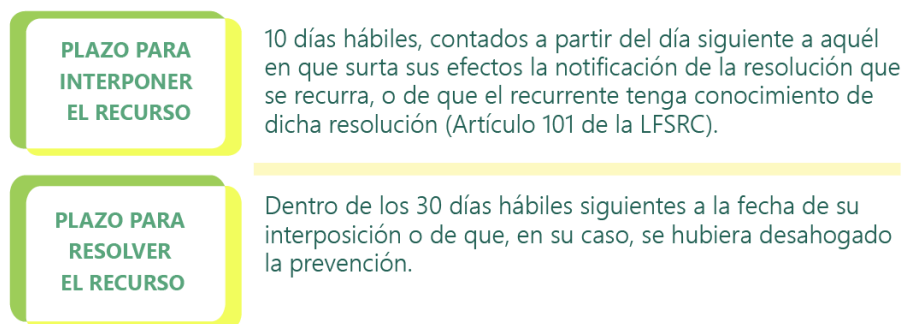 PLAZO PARA
INTERPONER
EL RECURSO
10 días hábiles, contados a partir del día siguiente a aquél
en que surta sus efectos la notificación de la resolución que
se recurra, o de que el recurrente tenga conocimiento de
dicha resolución (Artículo 101 de la LFSRC).
PLAZO PARA
RESOLVER
EL RECURSO
Dentro de los 30 días hábiles siguientes a la fecha de su
interposición o de que, en su caso, se hubiera desahogado
la prevención.